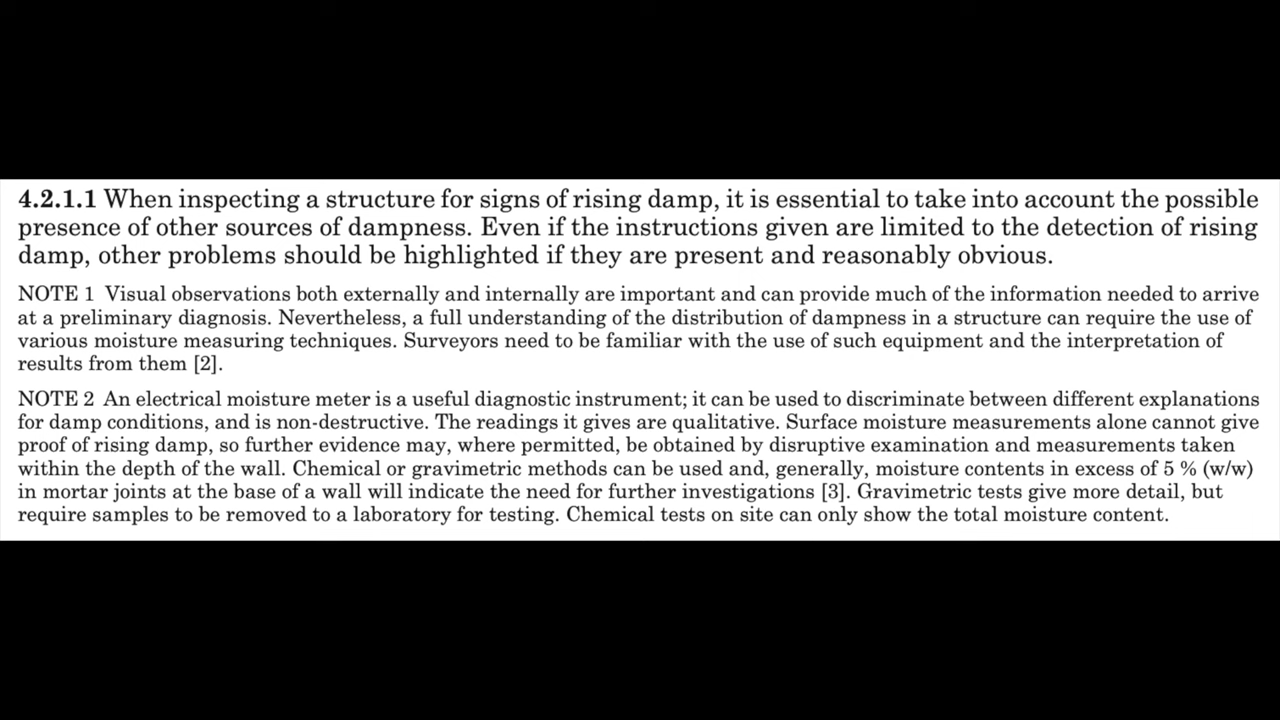 4.2.1.1 When inspecting a structure for signs of rising damp, it is essential to take into account the possible
presence of other sources of dampness. Even if the instructions given are limited to the detection of rising
damp, other problems should be highlighted if they are present and reasonably obvious.
NOTE 1 Visual observations both externally and internally are important and can provide much of the information needed to arrive
at a preliminary diagnosis. Nevertheless, a full understanding of the distribution of dampness in a structure can require the use of
various moisture measuring techniques. Surveyors need to be familiar with the use of such equipment and the interpretation of
results from them [2].
NOTE 2 An electrical moisture meter is a useful diagnostic instrument; it can be used to discriminate between different explanations
for damp conditions, and is non-destructive. The readings it gives are qualitative. Surface moisture measurements alone cannot give
proof of rising damp, so further evidence may, where permitted, be obtained by disruptive examination and measurements taken
within the depth of the wall. Chemical or gravimetric methods can be used and, generally, moisture contents in excess of 5 % (w/w)
in mortar joints at the base of a wall will indicate the need for further investigations [3]. Gravimetric tests give more detail, but
require samples to be removed to a laboratory for testing. Chemical tests on site can only show the total moisture content.